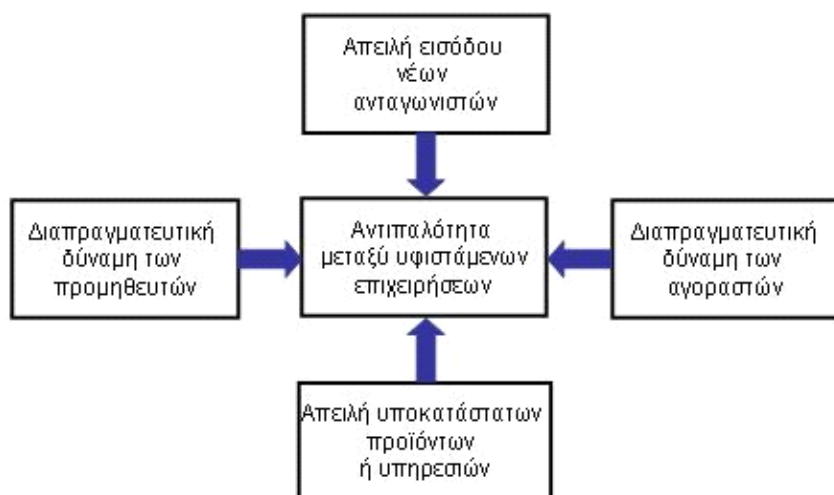 Απειλή εισόδου
νέων
ανταγωνιστών
Διαπραγματευτική
δύναμη των
προμηθευτών
Αντιπαλότητα
μεταξύ υφιστάμενων
επιχειρήσεων
Διαπραγματευτική
δύναμη των
αγοραστών
Απειλή υποκατάστατων
προϊόντων
ή υπηρεσιών